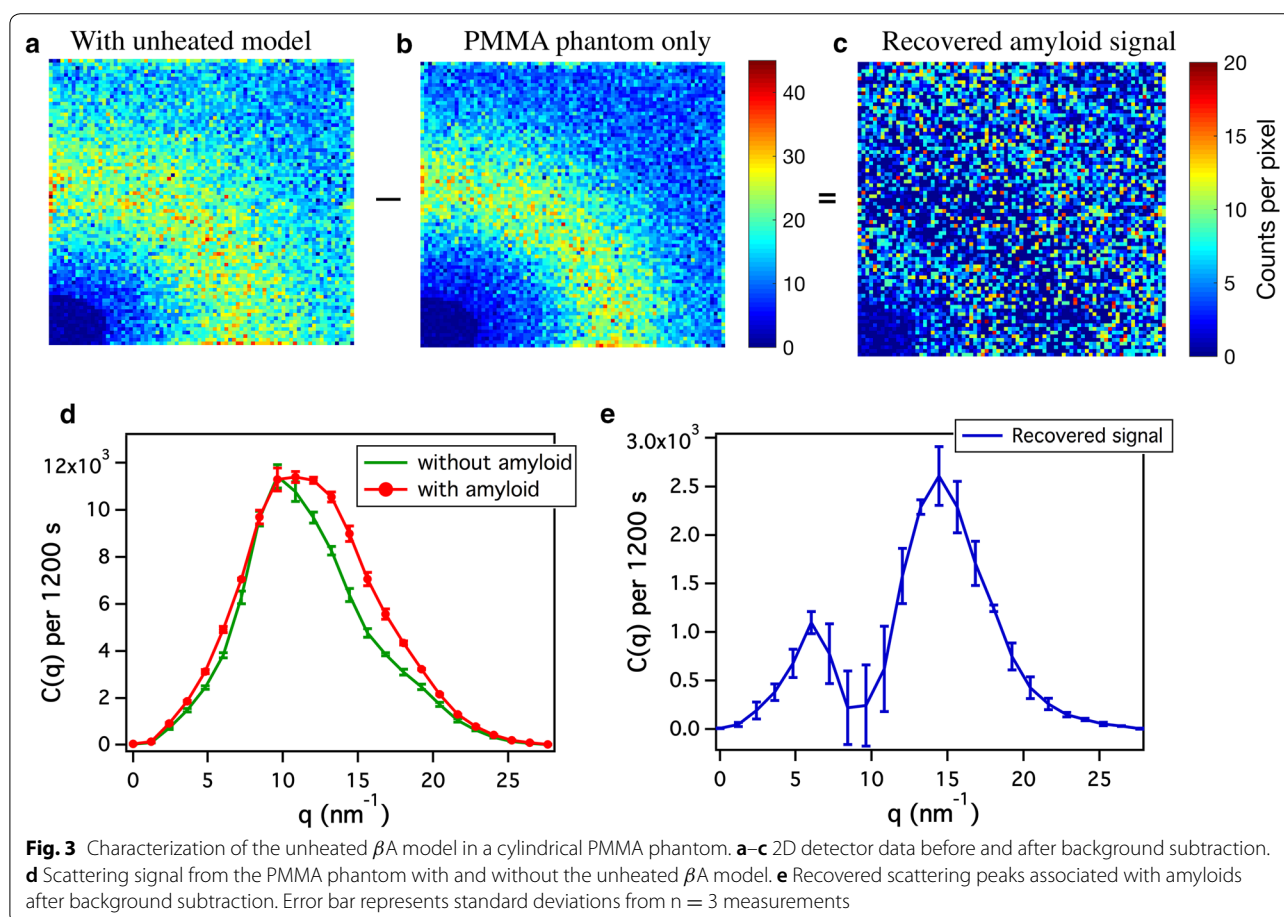 a With unheated model
b PMMA phantom only
c Recovered amyloid signal
−
=
40
30
20
10
0
20
15
10
5
0
Counts per pixel
d
without amyloid
with amyloid
12x10³
10
8
6
4
2
0
C(q) per 1200 s
0 5 10 15 20 25
q (nm⁻¹)
e
Recovered signal
3.0x10³
2.5
2.0
1.5
1.0
0.5
0.0
C(q) per 1200 s
0 5 10 15 20 25
q (nm⁻¹)
Fig. 3 Characterization of the unheated βA model in a cylindrical PMMA phantom. a–c 2D detector data before and after background subtraction.
d Scattering signal from the PMMA phantom with and without the unheated βA model. e Recovered scattering peaks associated with amyloids
after background subtraction. Error bar represents standard deviations from n = 3 measurements